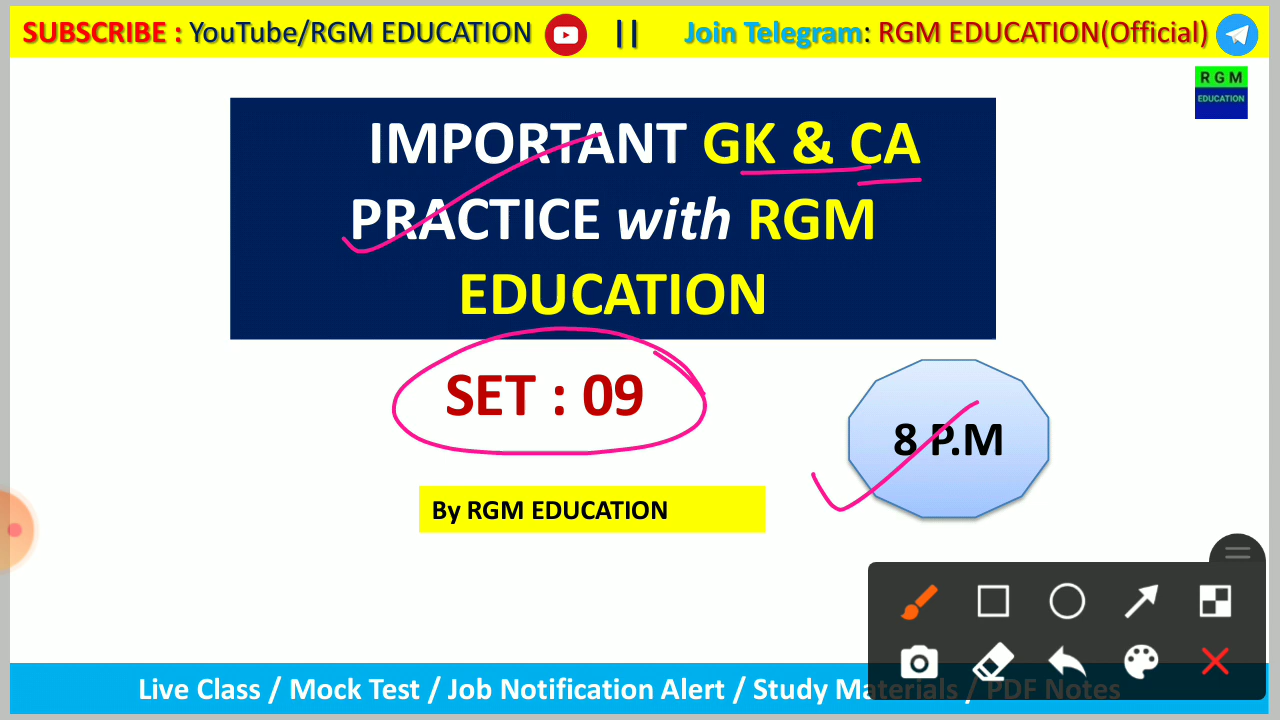 SUBSCRIBE : YouTube/RGM EDUCATION || Join Telegram: RGM EDUCATION(Official)
R G M
EDUCATION
IMPORTANT GK & CA
PRACTICE with RGM
EDUCATION
SET : 09
8 P.M
By RGM EDUCATION
Live Class / Mock Test / Job Notification Alert / Study Materials / PDF Notes